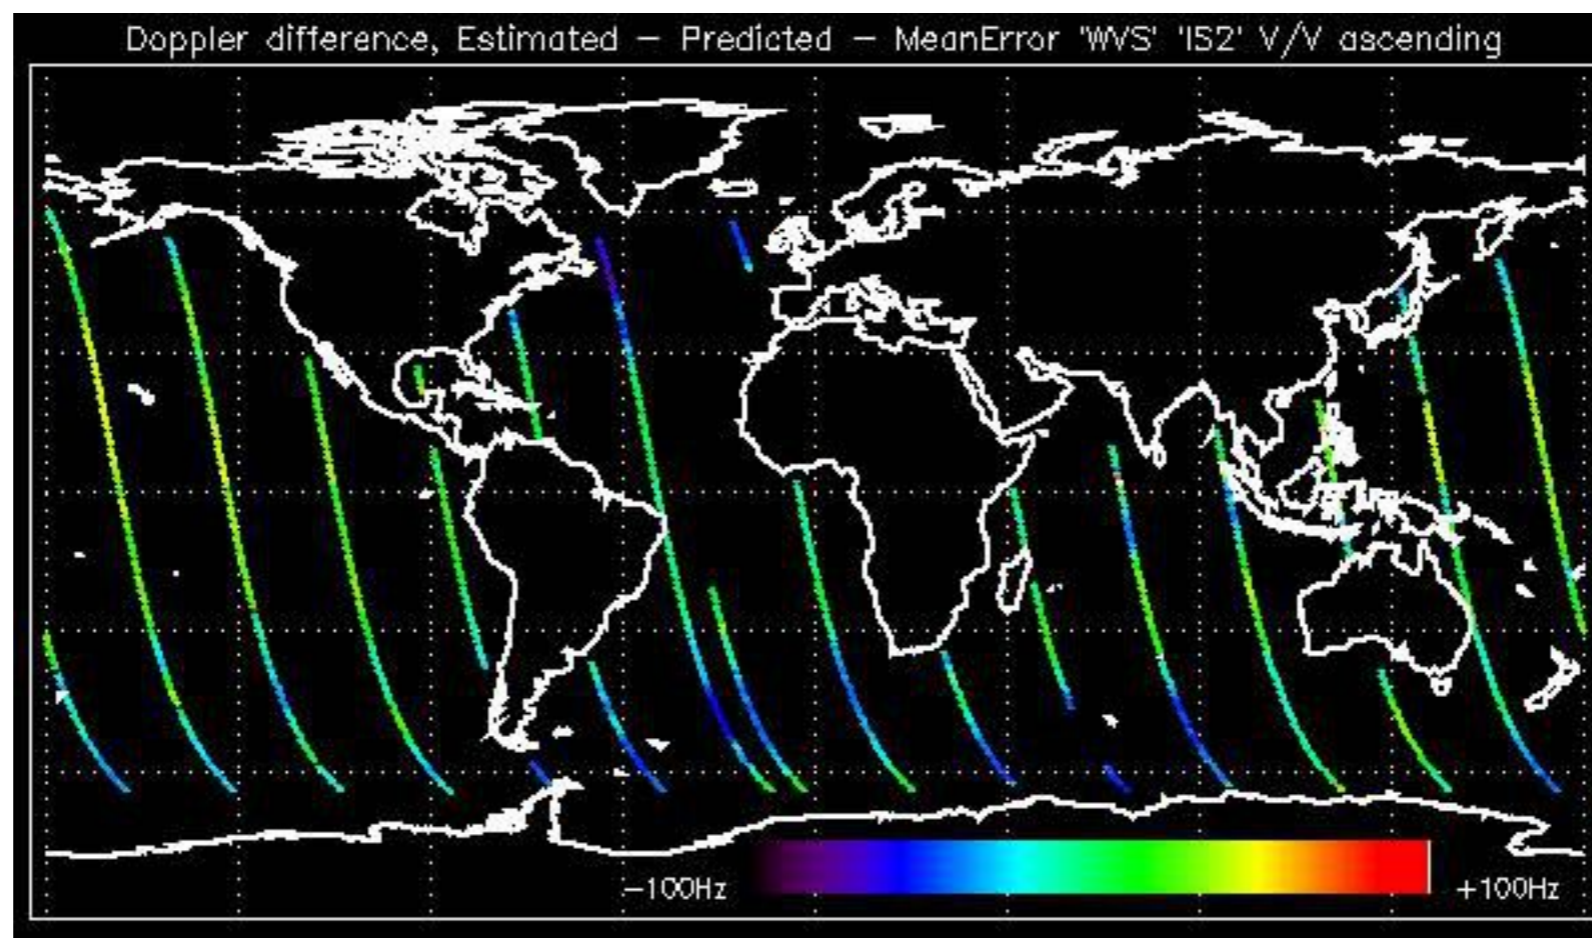 Doppler difference, Estimated – Predicted – MeanError 'WVS' 'IS2' V/V ascending
–100Hz
+100Hz